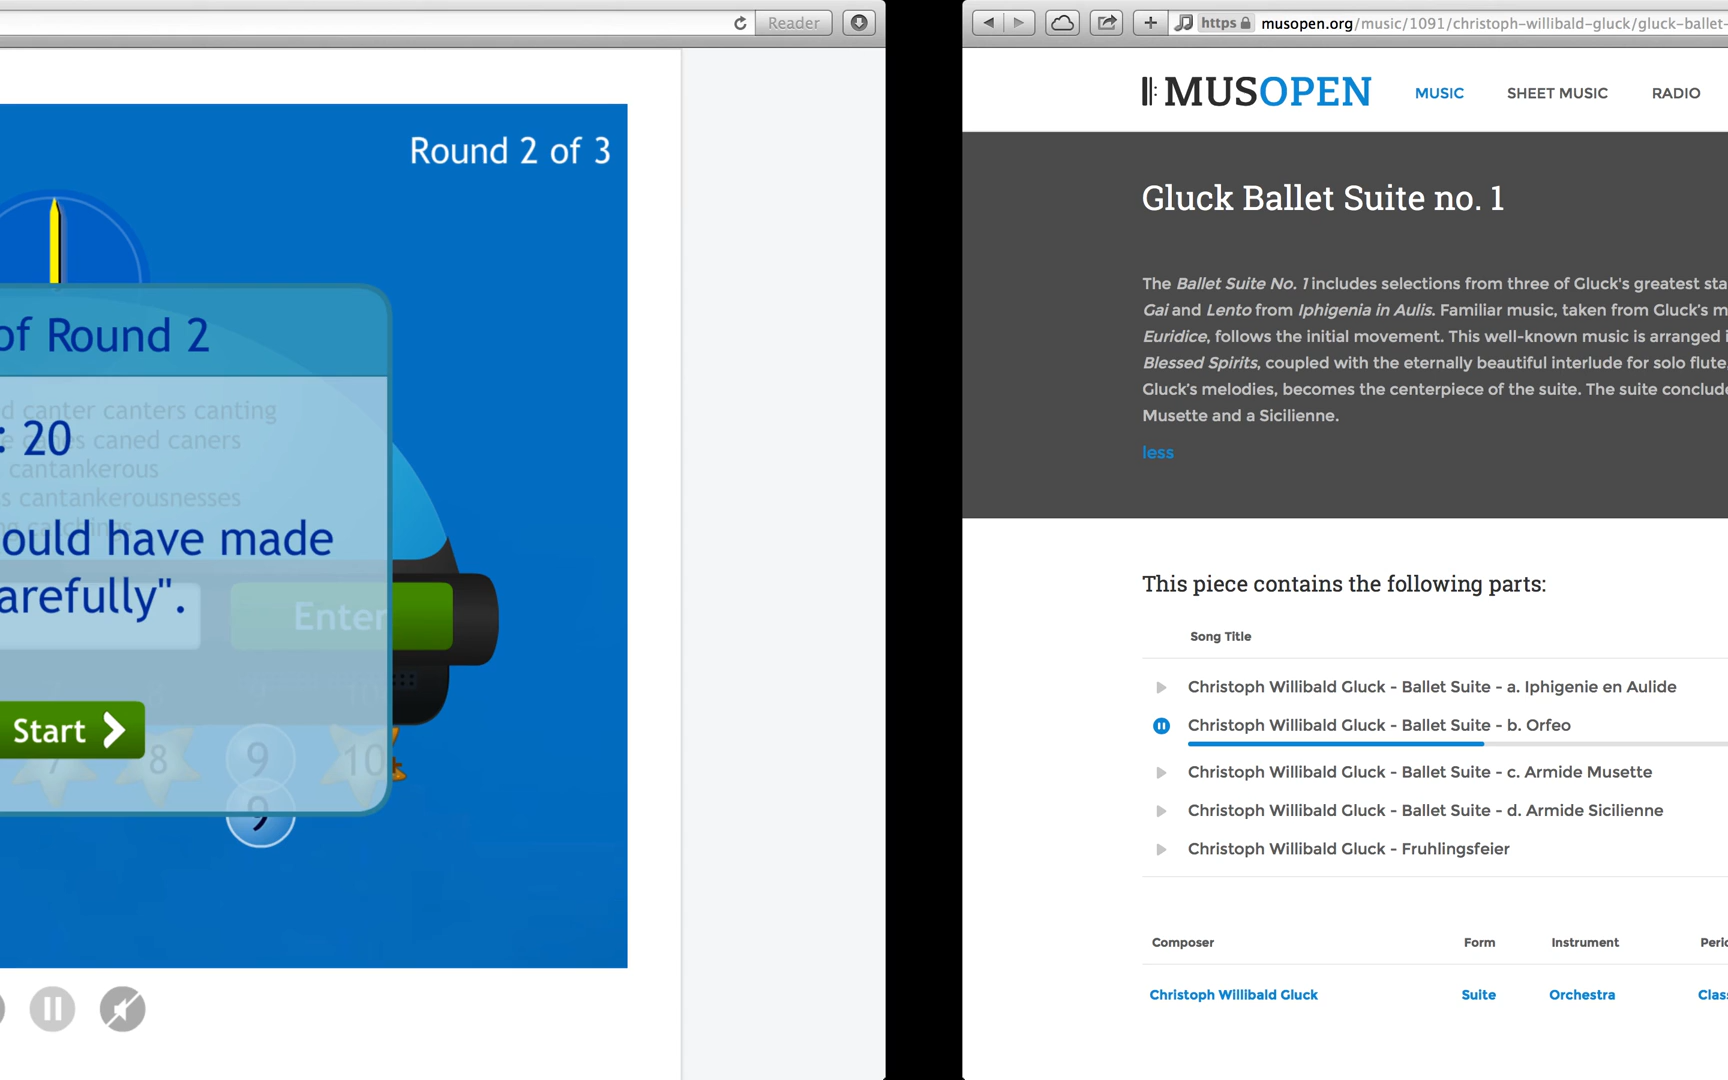 Reader
Round 2 of 3
of Round 2
canter canters canting
caned caners
: 20
cantankerous
s cantankerousnesses
ould have made
arefully".
Enter
Start
7
8
9
10
9
https
musopen.org/music/1091/christoph-willibald-gluck/gluck-ballet-
MUSOPEN
MUSIC
SHEET MUSIC
RADIO
Gluck Ballet Suite no. 1
The Ballet Suite No. 1 includes selections from three of Gluck's greatest sta
Gai and Lento from Iphigenia in Aulis. Familiar music, taken from Gluck's m
Euridice, follows the initial movement. This well-known music is arranged i
Blessed Spirits, coupled with the eternally beautiful interlude for solo flute.
Gluck's melodies, becomes the centerpiece of the suite. The suite conclude
Musette and a Sicilienne.
less
This piece contains the following parts:
Song Title
Christoph Willibald Gluck - Ballet Suite - a. Iphigenie en Aulide
Christoph Willibald Gluck - Ballet Suite - b. Orfeo
Christoph Willibald Gluck - Ballet Suite - c. Armide Musette
Christoph Willibald Gluck - Ballet Suite - d. Armide Sicilienne
Christoph Willibald Gluck - Fruhlingsfeier
Composer Form Instrument Peri
Christoph Willibald Gluck Suite Orchestra Clas